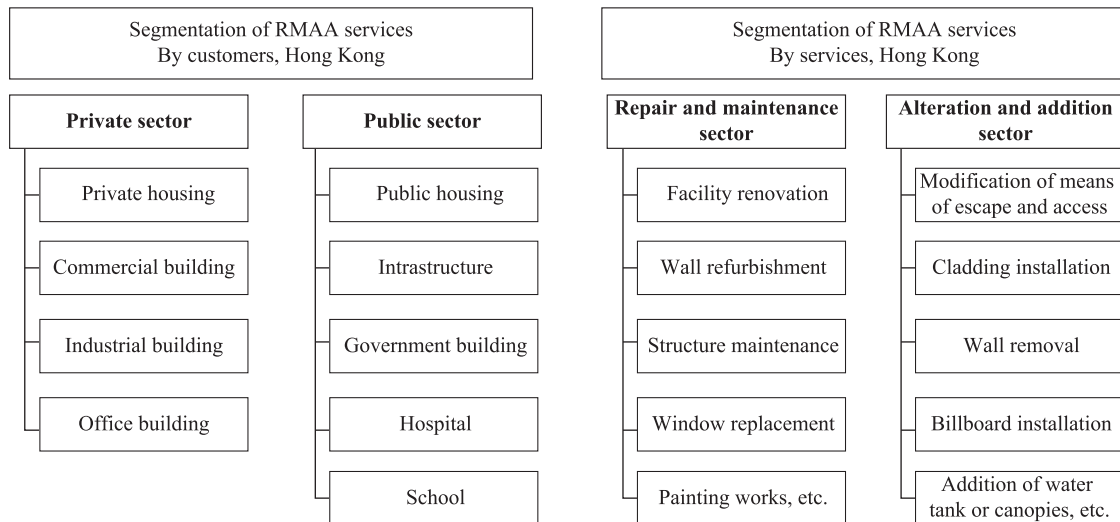 Segmentation of RMAA services
By customers, Hong Kong
Private sector
Private housing
Commercial building
Industrial building
Office building
Public sector
Public housing
Intrastructure
Government building
Hospital
School
Segmentation of RMAA services
By services, Hong Kong
Repair and maintenance
sector
Facility renovation
Wall refurbishment
Structure maintenance
Window replacement
Painting works, etc.
Alteration and addition
sector
Modification of means
of escape and access
Cladding installation
Wall removal
Billboard installation
Addition of water
tank or canopies, etc.